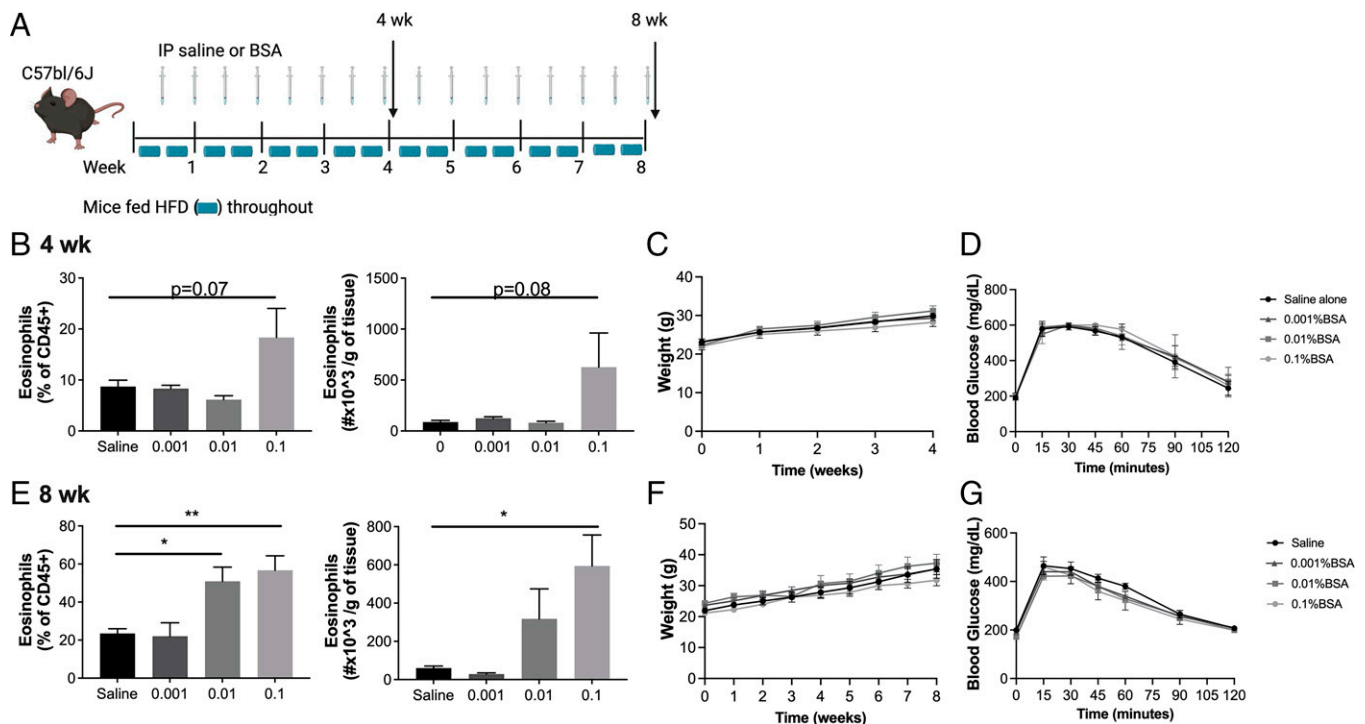 A
4 wk
8 wk
IP saline or BSA
C57bl/6J
Week 1 2 3 4 5 6 7 8
Mice fed HFD ( ) throughout
B 4 wk
Eosinophils
(% of CD45+)
30
20
10
0
p=0.07
Saline 0.001 0.01 0.1
Eosinophils
(#x10^3 /g of tissue)
1500
1000
500
0
p=0.08
0 0.001 0.01 0.1
C
Weight (g)
40
30
20
10
0
0 1 2 3 4
Time (weeks)
D
Blood Glucose (mg/dL)
800
600
400
200
0 15 30 45 60 75 90 105 120
Time (minutes)
Saline alone
0.001%BSA
0.01%BSA
0.1%BSA
E 8 wk
Eosinophils
(% of CD45+)
80
60
40
20
0
**
*
Saline 0.001 0.01 0.1
Eosinophils
(#x10^3 /g of tissue)
800
600
400
200
0
*
Saline 0.001 0.01 0.1
F
Weight (g)
50
40
30
20
10
0
0 1 2 3 4 5 6 7 8
Time (weeks)
G
Blood Glucose (mg/dL)
600
400
200
0 15 30 45 60 75 90 105 120
Time (minutes)
Saline
0.001%BSA
0.01%BSA
0.1%BSA